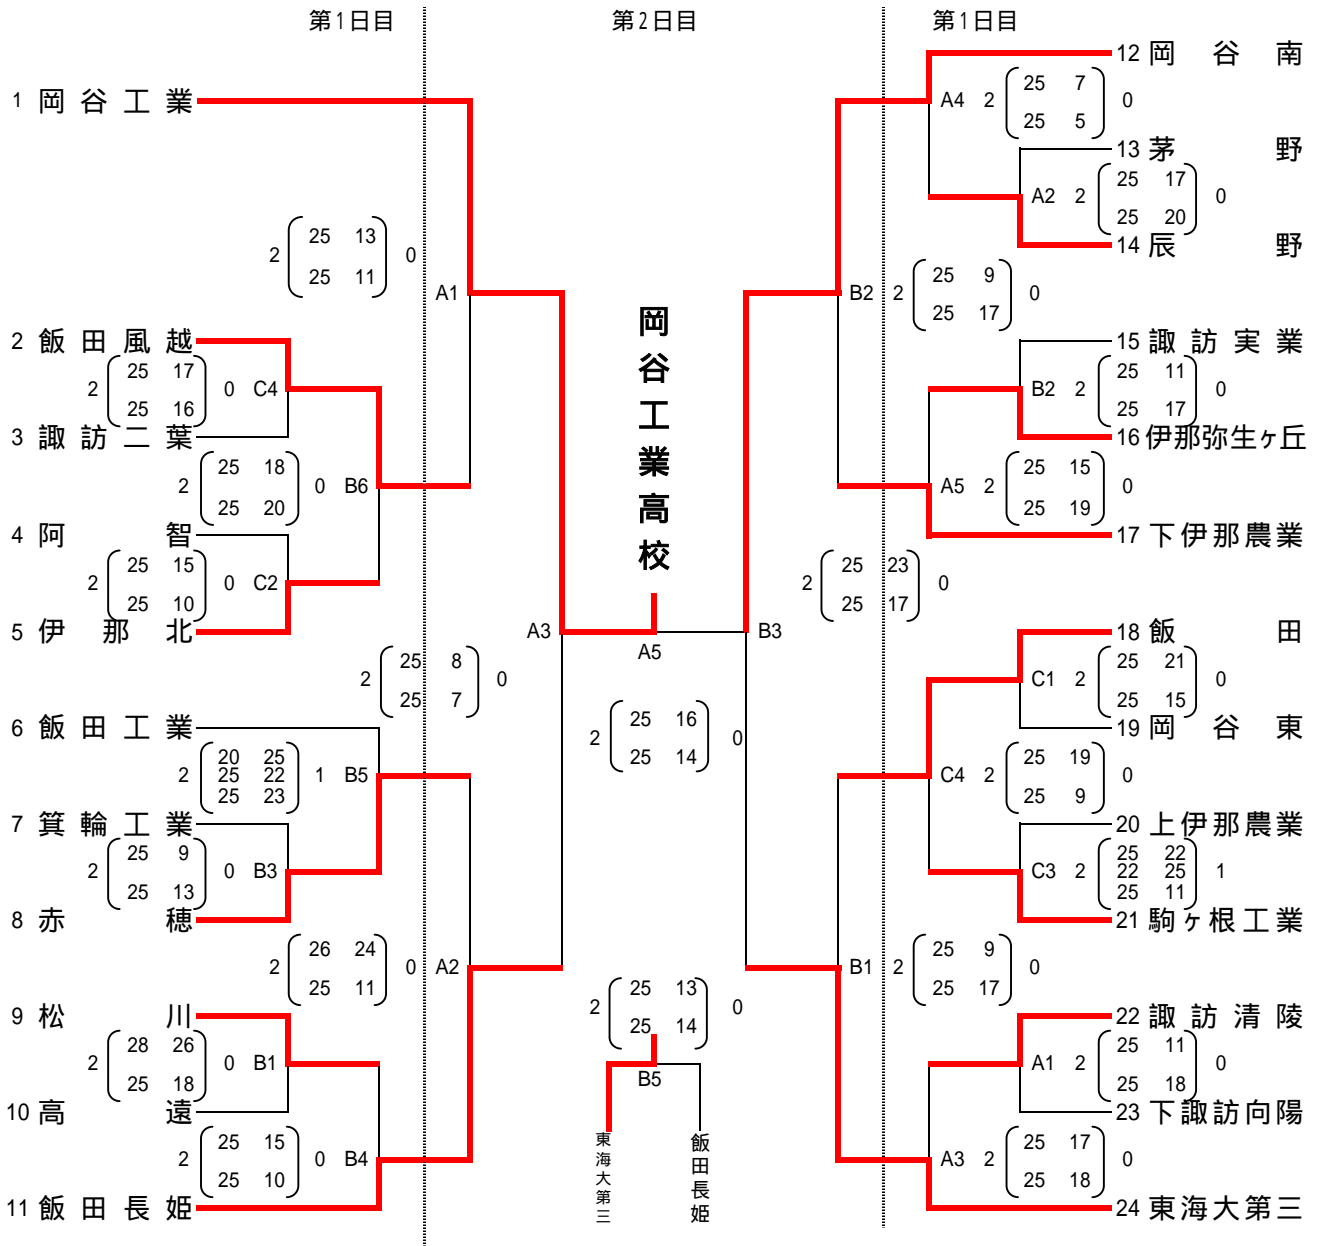 第1日目
第2日目
第1日目
1 岡谷工業
2 (25 13
25 11) 0
A1
2 飯田風越
2 (25 17
25 16) 0 C4
3 諏訪二葉
2 (25 18
25 20) 0 B6
4 阿智
2 (25 15
25 10) 0 C2
5 伊那北
2 (25 8
25 7) 0
A3
6 飯田工業
2 (20 25
25 22
25 23) 1 B5
7 箕輪工業
2 (25 9
25 13) 0 B3
8 赤穂
2 (26 24
25 11) 0 A2
9 松川
2 (28 26
25 18) 0 B1
10 高遠
2 (25 15
25 10) 0 B4
11 飯田長姫
岡谷工業高校
A5
2 (25 16
25 14) 0
2 (25 13
25 14) 0
B5
東海大第三
飯田長姫
12 岡谷南
A4 2 (25 7
25 5) 0
13 茅野
A2 2 (25 17
25 20) 0
14 辰野
B2 2 (25 9
25 17) 0
15 諏訪実業
B2 2 (25 11
25 17) 0
16 伊那弥生ヶ丘
A5 2 (25 15
25 19) 0
17 下伊那農業
2 (25 23
25 17) 0
B3
18 飯田
C1 2 (25 21
25 15) 0
19 岡谷東
C4 2 (25 19
25 9) 0
20 上伊那農業
C3 2 (25 22
22 25
25 11) 1
21 駒ヶ根工業
B1 2 (25 9
25 17) 0
22 諏訪清陵
A1 2 (25 11
25 18) 0
23 下諏訪向陽
A3 2 (25 17
25 18) 0
24 東海大第三